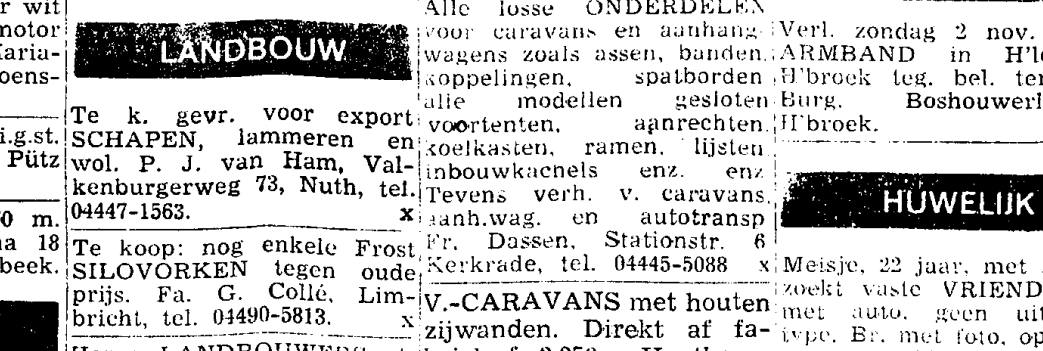 r wit
motor
Maria-
oens-
i.g.st.
Pütz
0 m.
na 18
beek.
LANDBOUW
Te k. gevr. voor export
SCHAPEN, lammeren en
wol. P. J. van Ham, Val-
kenburgerweg 73, Nuth, tel.
04447-1563. x
Te koop: nog enkele Frost
SILOVORKEN tegen oude
prijs. Fa. G. Collé, Lim-
bricht, tel. 04490-5813. x
Alle losse ONDERDELEN
voor caravans en aanhang-
wagens zoals assen, banden,
koppelingen, spatborden
alle modellen gesloten
voortenten, aanrechten,
koelkasten, ramen, lijsten
inbouwkachels enz. enz
Tevens verh. v. caravans,
aanh.wag. en autotransp
Fr. Dassen, Stationstr. 6
Kerkrade, tel. 04445-5088 x
V.-CARAVANS met houten
zijwanden. Direkt af fa-
Verl. zondag 2 nov.
ARMBAND in H'l
H'broek teg. bel. ter
Burg. Boshouwerl
H'broek.
HUWELIJK
Meisje, 22 jaar, met
zoekt vaste VRIEND
met auto, geen uit
type. Br. met foto, op